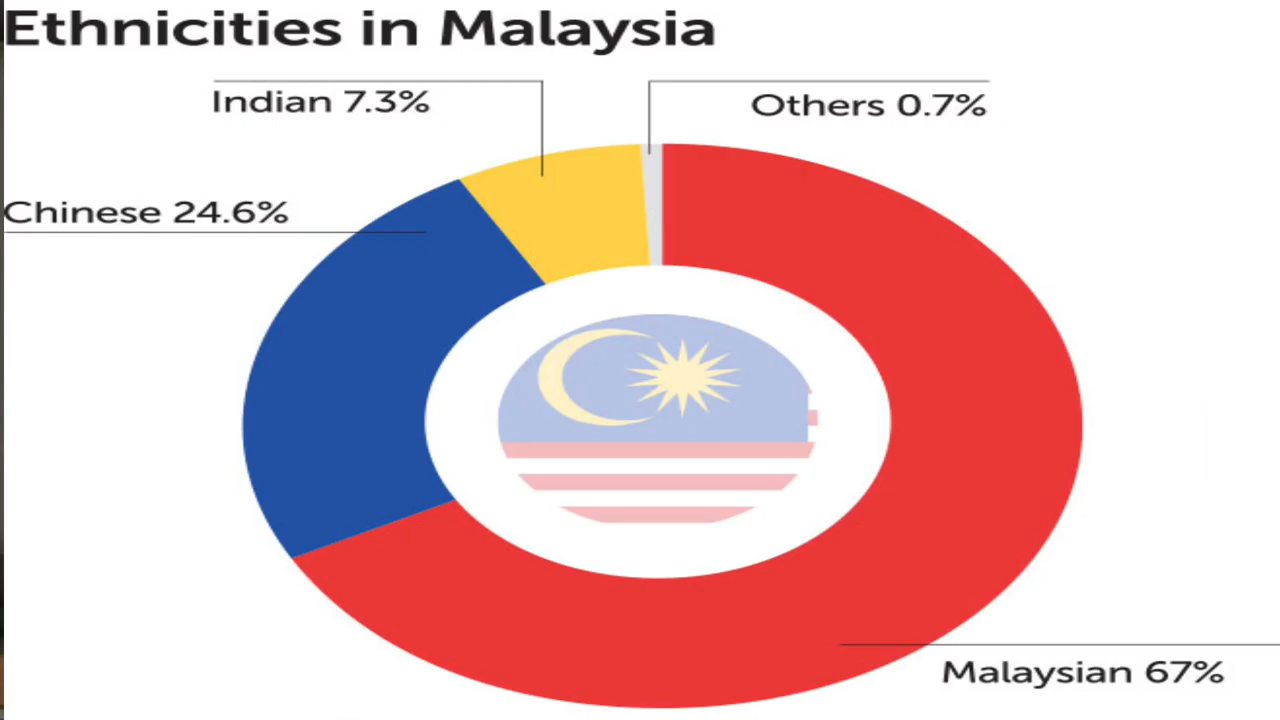 Ethnicities in Malaysia
Indian 7.3%
Others 0.7%
Chinese 24.6%
Malaysian 67%